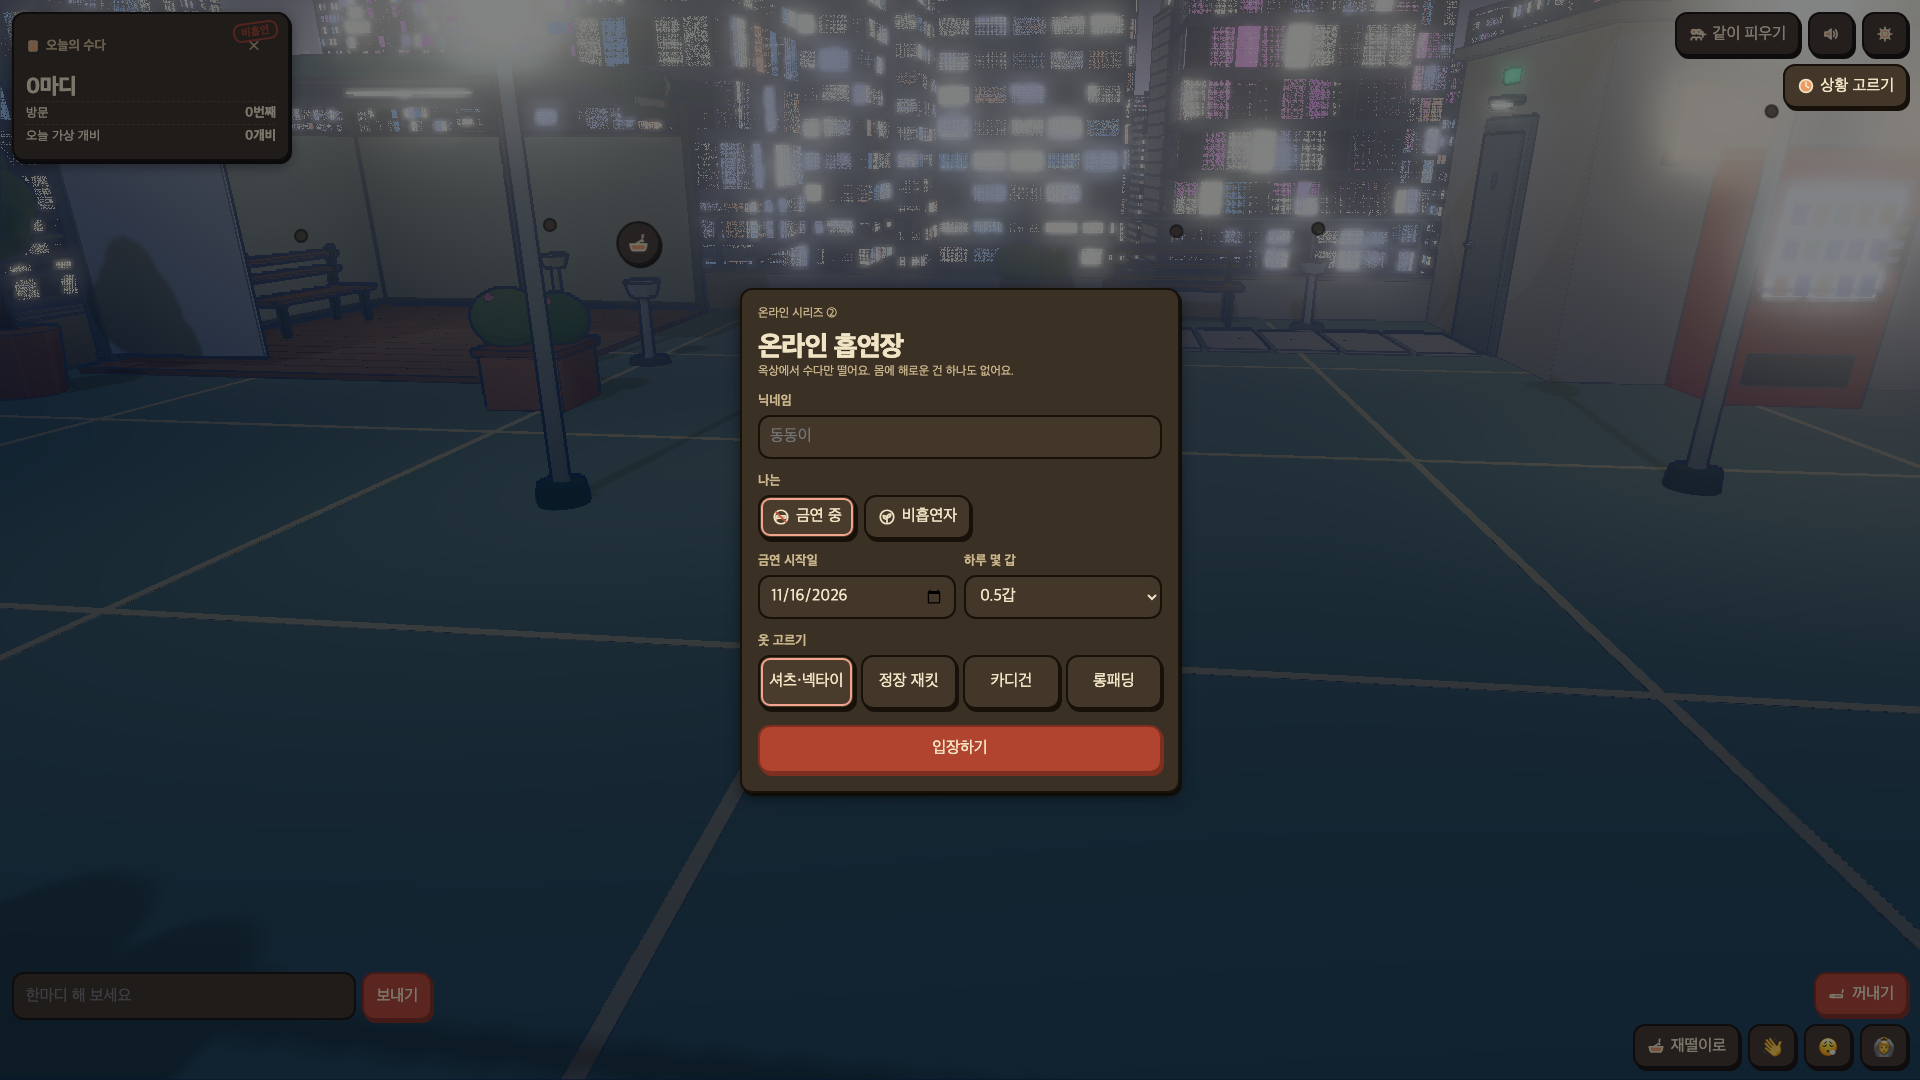 비흡연
오늘의 수다
0마디
방문 0번째
오늘 가상 개비 0개비
같이 피우기
상황 고르기
온라인 시리즈 ②
온라인 흡연장
옥상에서 수다만 떨어요. 몸에 해로운 건 하나도 없어요.
닉네임
동동이
나는
금연 중 비흡연자
금연 시작일 하루 몇 갑
11/16/2026 0.5갑
옷 고르기
셔츠·넥타이 정장 재킷 카디건 롱패딩
입장하기
한마디 해 보세요 보내기
꺼내기
재떨이로